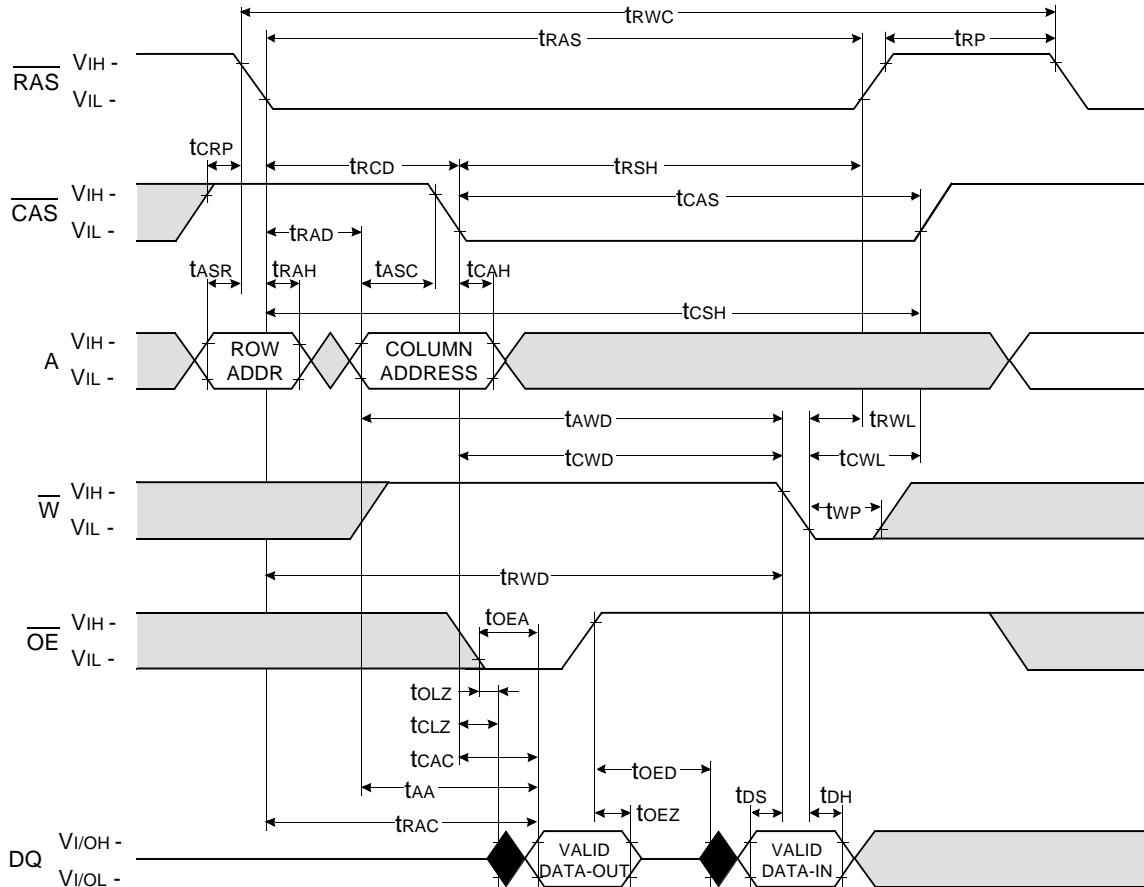 tRWC
tRAS
tRP
RAS
VIH -
VIL -
tCRP
tRCD
tRSH
CAS
VIH -
VIL -
tCAS
tRAD
tASR
tRAH
tASC
tCAH
tCSH
A
VIH -
VIL -
ROW
ADDR
COLUMN
ADDRESS
tAWD
tRWL
tCWD
tCWL
W
VIH -
VIL -
tWP
tRWD
OE
VIH -
VIL -
tOEA
tOLZ
tCLZ
tCAC
tOED
tAA
tDS
tDH
tOEZ
tRAC
DQ
VI/OH -
VI/OL -
VALID
DATA-OUT
VALID
DATA-IN